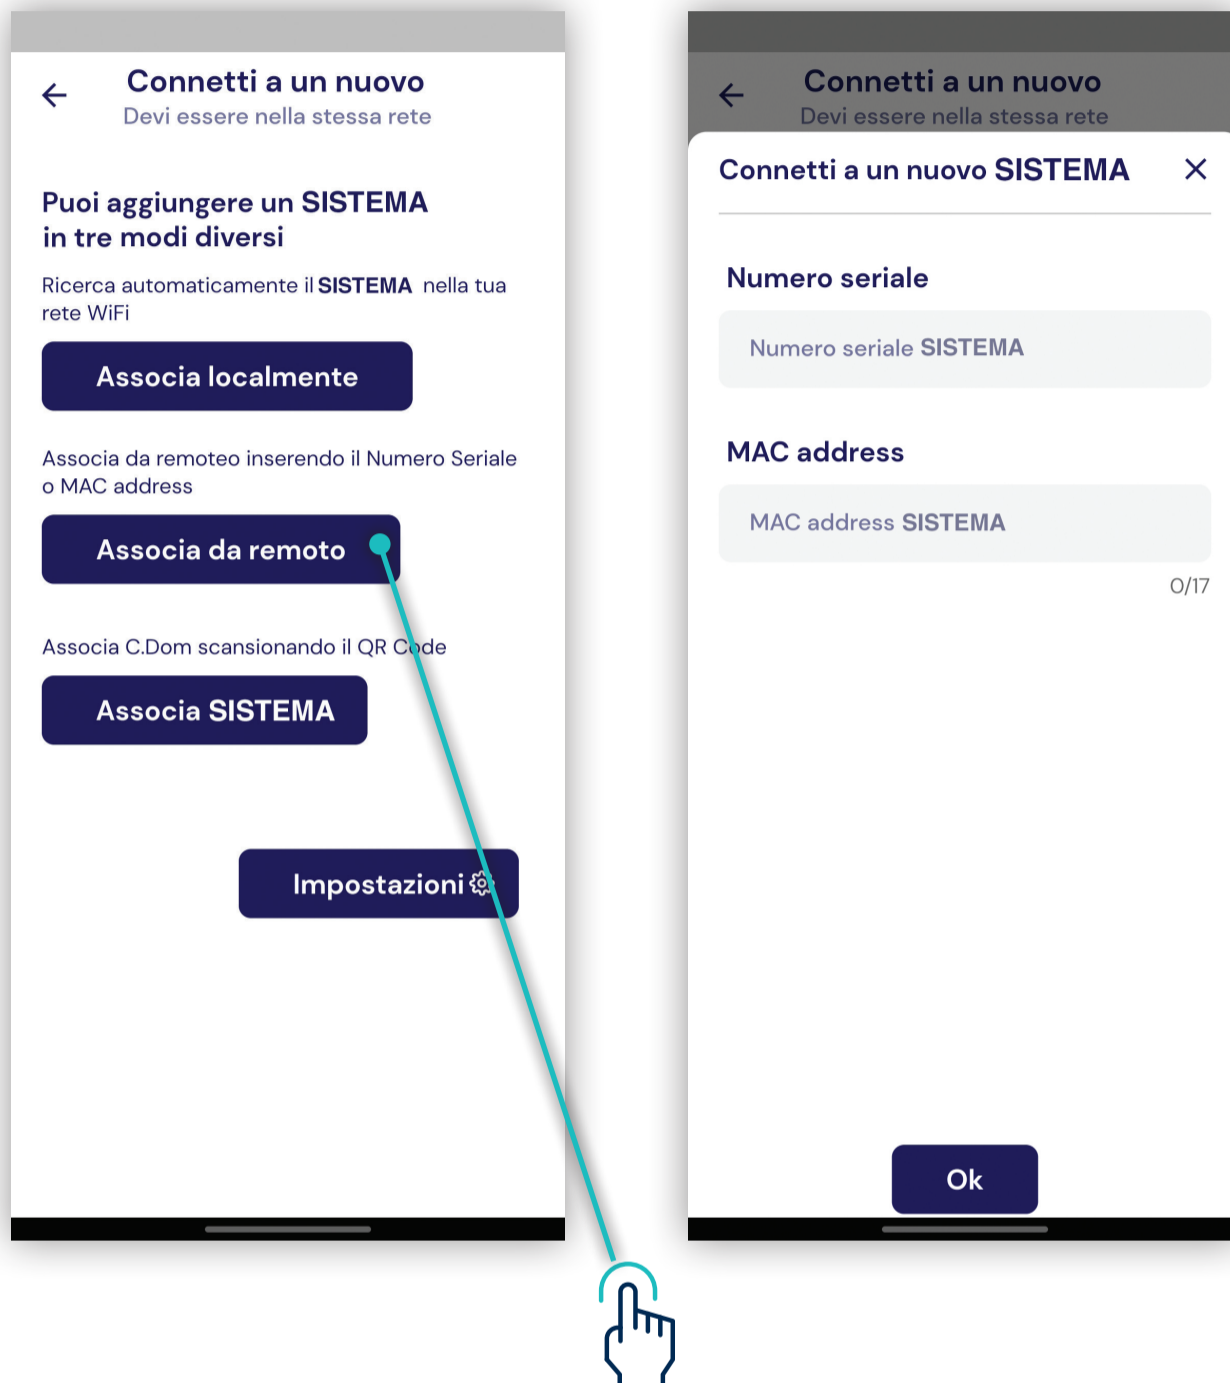 Connetti a un nuovo
Devi essere nella stessa rete
Puoi aggiungere un SISTEMA
in tre modi diversi
Ricerca automaticamente il SISTEMA nella tua
rete WiFi
Associa localmente
Associa da remoteo inserendo il Numero Seriale
o MAC address
Associa da remoto
Associa C.Dom scansionando il QR Code
Associa SISTEMA
Impostazioni
Connetti a un nuovo
Devi essere nella stessa rete
Connetti a un nuovo SISTEMA
Numero seriale
Numero seriale SISTEMA
MAC address
MAC address SISTEMA
0/17
Ok